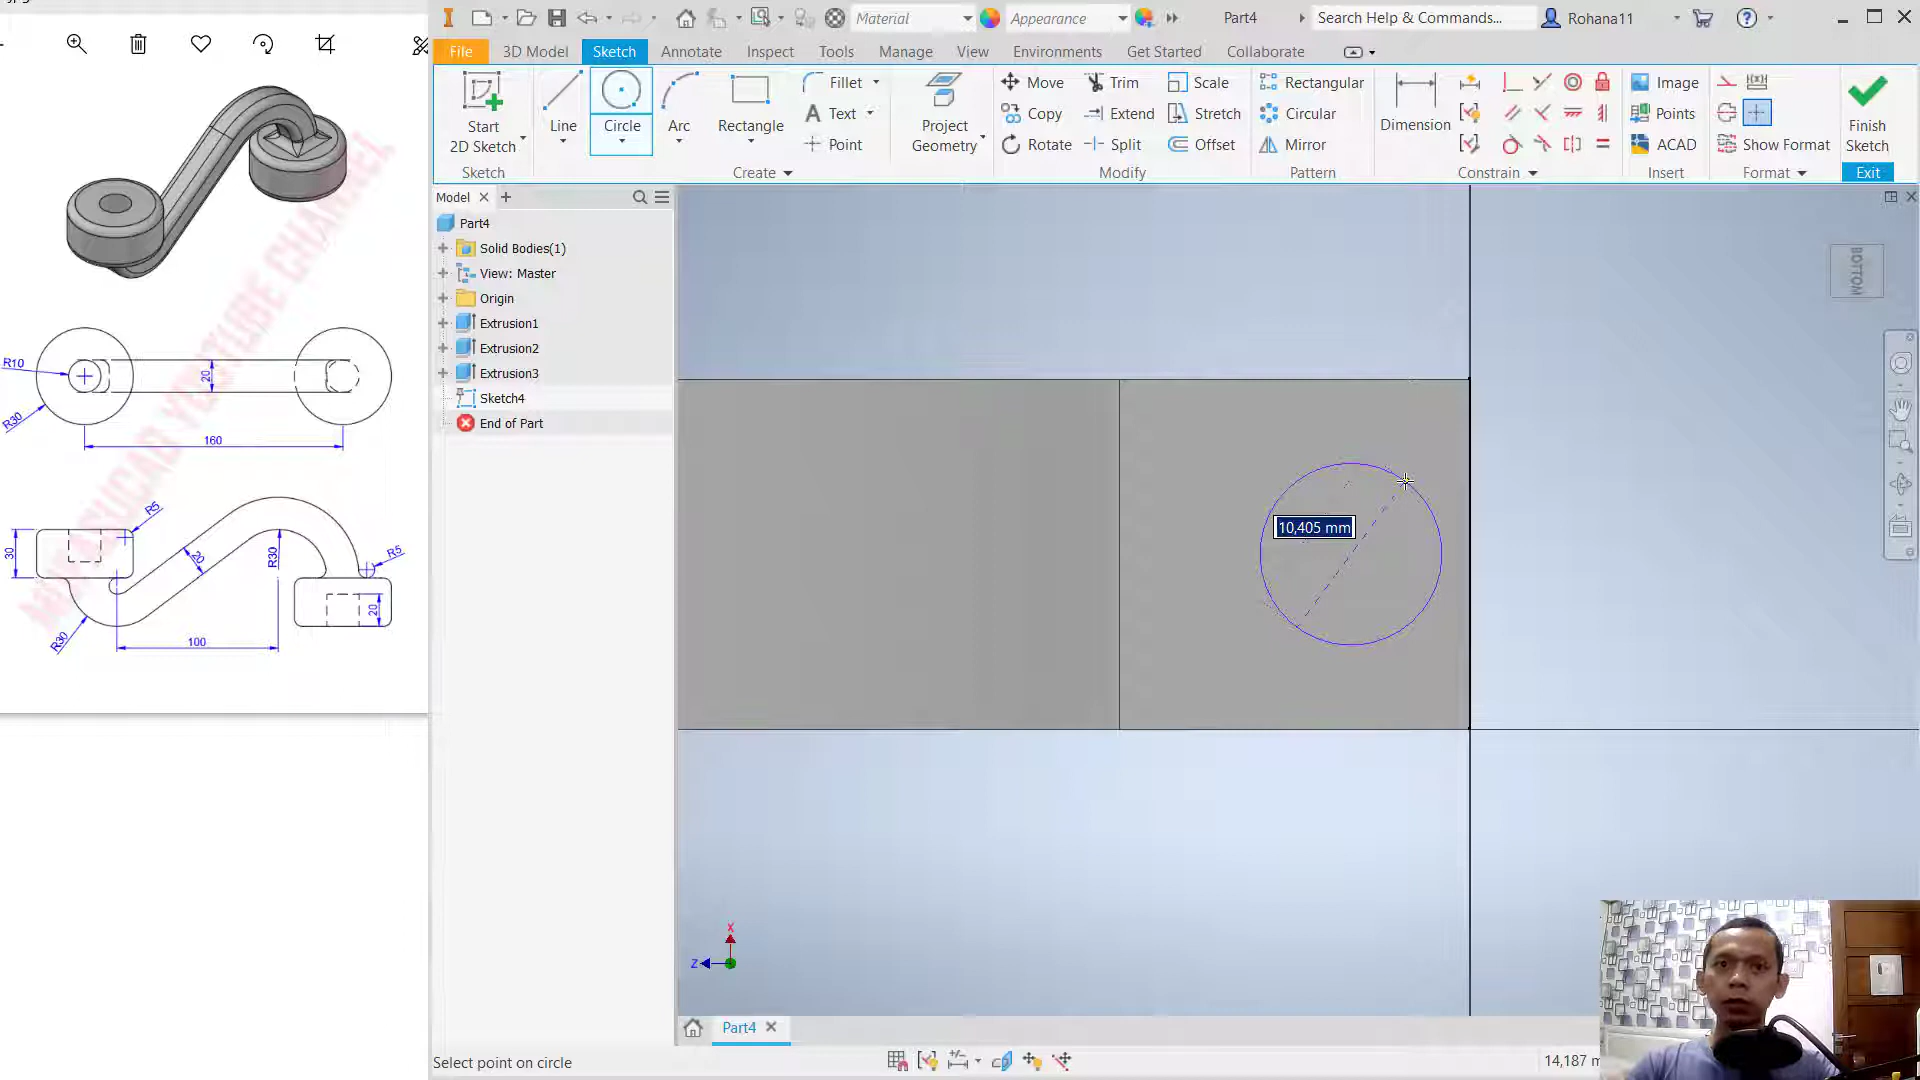 Material
Appearance
Part4
Search Help & Commands...
Rohana11
File
3D Model
Sketch
Annotate
Inspect
Tools
Manage
View
Environments
Get Started
Collaborate
Start
2D Sketch
Line
Circle
Arc
Rectangle
Fillet
Text
Point
Project
Geometry
Move
Copy
Rotate
Trim
Extend
Split
Scale
Stretch
Offset
Rectangular
Circular
Mirror
Dimension
Image
Points
ACAD
Show Format
Finish
Sketch
Sketch
Create
Modify
Pattern
Constrain
Insert
Format
Exit
Model
Part4
Solid Bodies(1)
View: Master
Origin
Extrusion1
Extrusion2
Extrusion3
Sketch4
End of Part
BOTTOM
10,405 mm
R10
20
R30
160
R5
30
20
R30
R5
20
R30
100
X
Z
Part4
Select point on circle
14,187 m